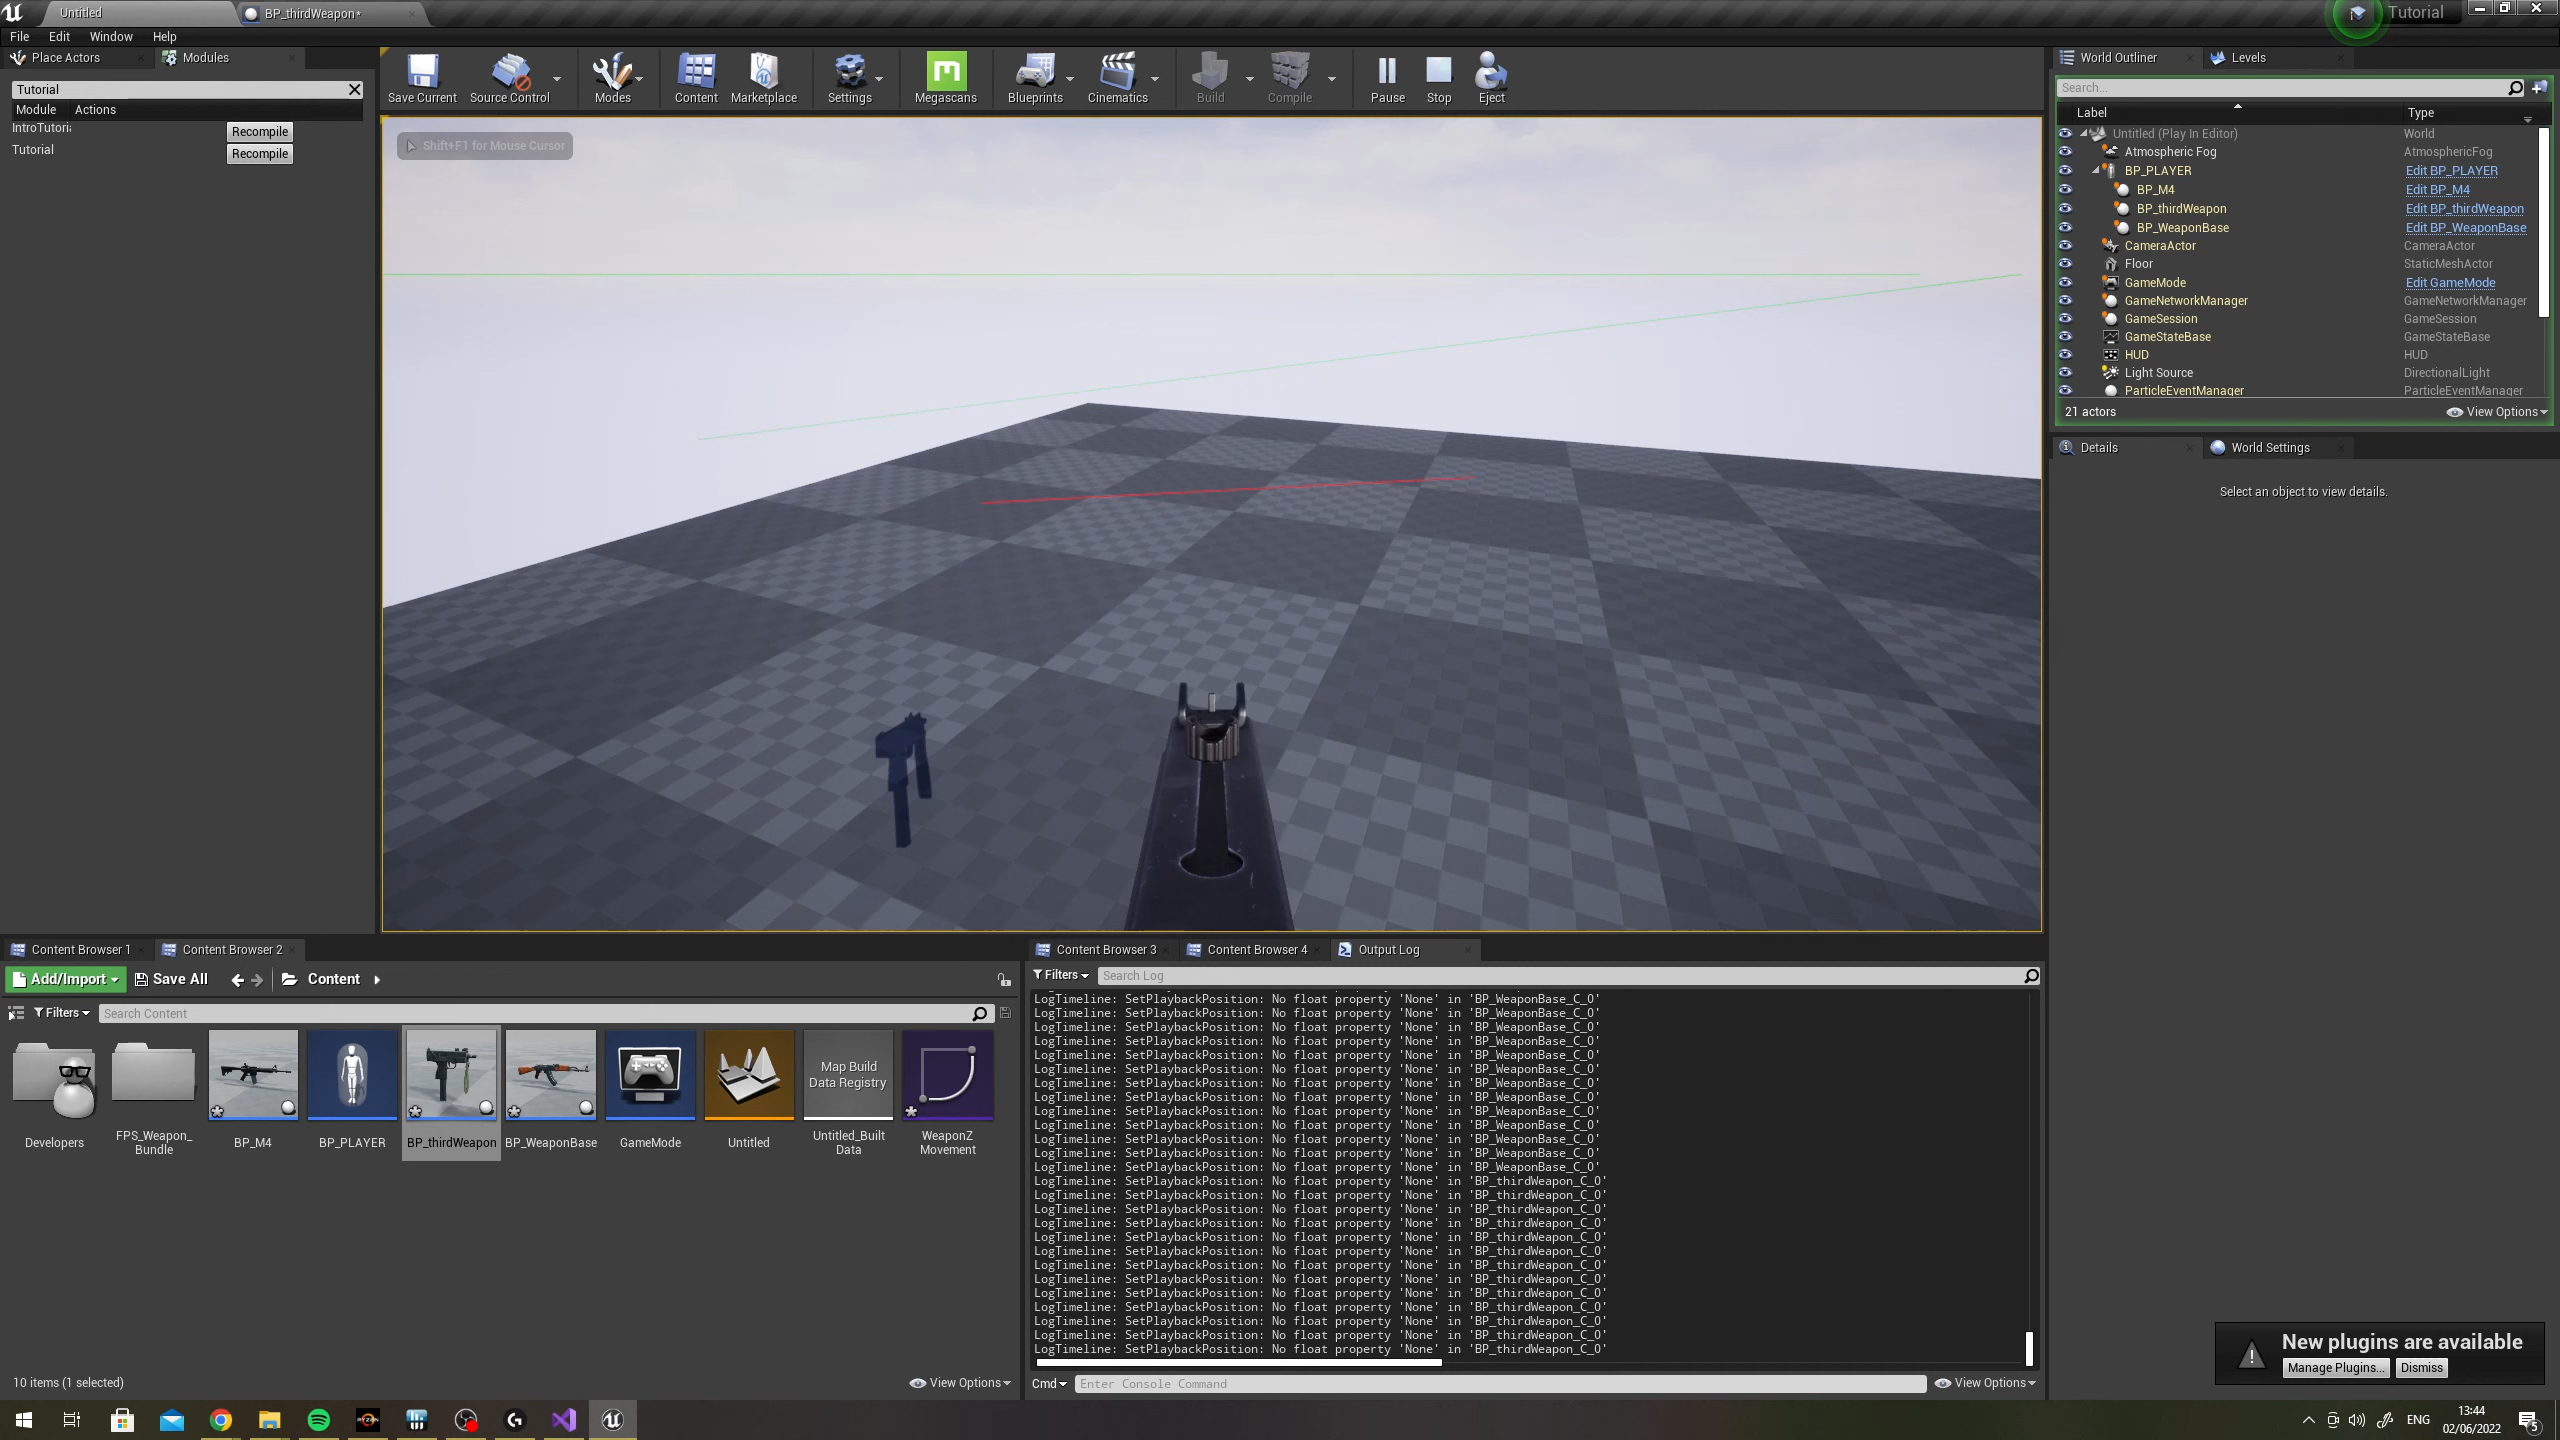 Untitled
BP_thirdWeapon*
Tutorial
File Edit Window Help
Place Actors
Modules
Tutorial
Module Actions
IntroTutoria
Recompile
Tutorial
Recompile
Save Current
Source Control
Modes
Content
Marketplace
Settings
Megascans
Blueprints
Cinematics
Build
Compile
Pause
Stop
Eject
Shift+F1 for Mouse Cursor
World Outliner
Levels
Search...
Label Type
Untitled (Play In Editor) World
Atmospheric Fog AtmosphericFog
BP_PLAYER Edit BP_PLAYER
BP_M4 Edit BP_M4
BP_thirdWeapon Edit BP_thirdWeapon
BP_WeaponBase Edit BP_WeaponBase
CameraActor CameraActor
Floor StaticMeshActor
GameMode Edit GameMode
GameNetworkManager GameNetworkManager
GameSession GameSession
GameStateBase GameStateBase
HUD HUD
Light Source DirectionalLight
ParticleEventManager ParticleEventManager
21 actors
View Options
Details
World Settings
Select an object to view details.
Content Browser 1
Content Browser 2
Add/Import
Save All
Content
Filters
Search Content
Developers
FPS_Weapon_
Bundle
BP_M4
BP_PLAYER
BP_thirdWeapon
BP_WeaponBase
GameMode
Untitled
Map Build
Data Registry
Untitled_Built
Data
WeaponZ
Movement
10 items (1 selected)
View Options
Content Browser 3
Content Browser 4
Output Log
Filters
Search Log
LogTimeline: SetPlaybackPosition: No float property 'None' in 'BP_WeaponBase_C_0'
LogTimeline: SetPlaybackPosition: No float property 'None' in 'BP_WeaponBase_C_0'
LogTimeline: SetPlaybackPosition: No float property 'None' in 'BP_WeaponBase_C_0'
LogTimeline: SetPlaybackPosition: No float property 'None' in 'BP_WeaponBase_C_0'
LogTimeline: SetPlaybackPosition: No float property 'None' in 'BP_WeaponBase_C_0'
LogTimeline: SetPlaybackPosition: No float property 'None' in 'BP_WeaponBase_C_0'
LogTimeline: SetPlaybackPosition: No float property 'None' in 'BP_WeaponBase_C_0'
LogTimeline: SetPlaybackPosition: No float property 'None' in 'BP_WeaponBase_C_0'
LogTimeline: SetPlaybackPosition: No float property 'None' in 'BP_WeaponBase_C_0'
LogTimeline: SetPlaybackPosition: No float property 'None' in 'BP_WeaponBase_C_0'
LogTimeline: SetPlaybackPosition: No float property 'None' in 'BP_WeaponBase_C_0'
LogTimeline: SetPlaybackPosition: No float property 'None' in 'BP_WeaponBase_C_0'
LogTimeline: SetPlaybackPosition: No float property 'None' in 'BP_WeaponBase_C_0'
LogTimeline: SetPlaybackPosition: No float property 'None' in 'BP_thirdWeapon_C_0'
LogTimeline: SetPlaybackPosition: No float property 'None' in 'BP_thirdWeapon_C_0'
LogTimeline: SetPlaybackPosition: No float property 'None' in 'BP_thirdWeapon_C_0'
LogTimeline: SetPlaybackPosition: No float property 'None' in 'BP_thirdWeapon_C_0'
LogTimeline: SetPlaybackPosition: No float property 'None' in 'BP_thirdWeapon_C_0'
LogTimeline: SetPlaybackPosition: No float property 'None' in 'BP_thirdWeapon_C_0'
LogTimeline: SetPlaybackPosition: No float property 'None' in 'BP_thirdWeapon_C_0'
LogTimeline: SetPlaybackPosition: No float property 'None' in 'BP_thirdWeapon_C_0'
LogTimeline: SetPlaybackPosition: No float property 'None' in 'BP_thirdWeapon_C_0'
LogTimeline: SetPlaybackPosition: No float property 'None' in 'BP_thirdWeapon_C_0'
LogTimeline: SetPlaybackPosition: No float property 'None' in 'BP_thirdWeapon_C_0'
LogTimeline: SetPlaybackPosition: No float property 'None' in 'BP_thirdWeapon_C_0'
LogTimeline: SetPlaybackPosition: No float property 'None' in 'BP_thirdWeapon_C_0'
Cmd
Enter Console Command
View Options
New plugins are available
Manage Plugins...
Dismiss
RYZEN
ENG
13:44
02/06/2022
5